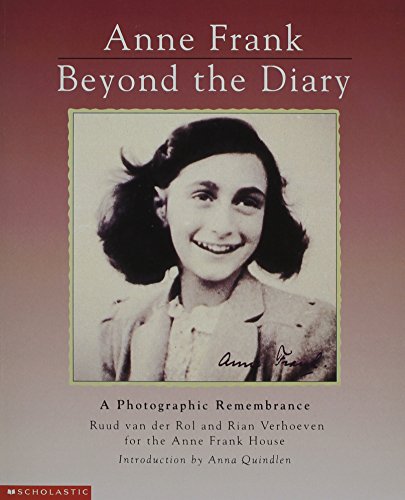 Anne Frank
Beyond the Diary
Anne Frank
A Photographic Remembrance
Ruud van der Rol and Rian Verhoeven
for the Anne Frank House
Introduction by Anna Quindlen
SCHOLASTIC